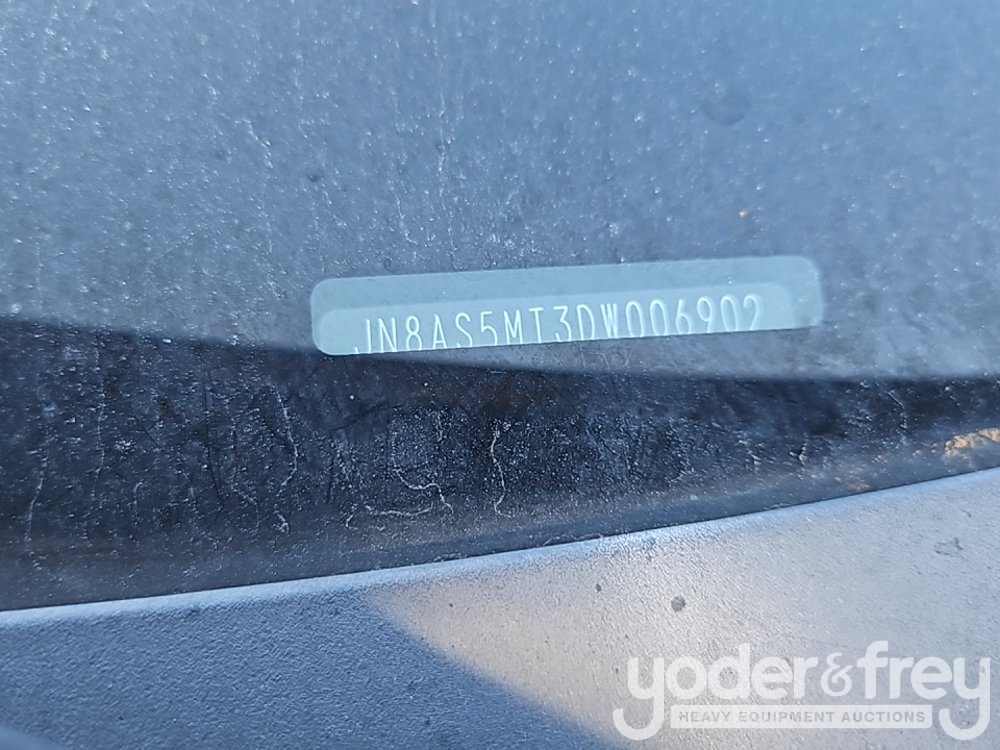 JN8AS5MT3DW006902
yoder&frey
HEAVY EQUIPMENT AUCTIONS